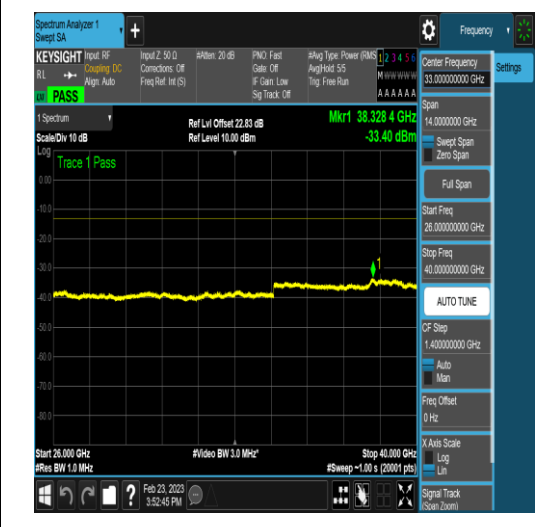 Spectrum Analyzer 1
Swept SA
Frequency
KEYSIGHT
RL
PASS
Input: RF
Coupling: DC
Align: Auto
Input Z: 50 Ω
Corrections: Off
Freq Ref: Int (S)
#Atten: 20 dB
PNO: Fast
Gate: Off
IF Gain: Low
Sig Track: Off
#Avg Type: Power (RMS
Avg|Hold: 5/5
Trig: Free Run
1 2 3 4 5 6
M W W W W W
A A A A A A
1 Spectrum
Scale/Div 10 dB
Ref Lvl Offset 22.83 dB
Ref Level 10.00 dBm
Mkr1 38.328 4 GHz
-33.40 dBm
Log
Trace 1 Pass
0.00
-10.0
-20.0
-30.0
-40.0
-50.0
-60.0
-70.0
-80.0
1
Start 26.000 GHz
#Res BW 1.0 MHz
#Video BW 3.0 MHz*
Stop 40.000 GHz
#Sweep ~1.00 s (20001 pts)
Feb 23, 2023
3:52:45 PM
Center Frequency
33.000000000 GHz
Span
14.0000000 GHz
Swept Span
Zero Span
Full Span
Start Freq
26.000000000 GHz
Stop Freq
40.000000000 GHz
AUTO TUNE
CF Step
1.400000000 GHz
Auto
Man
Freq Offset
0 Hz
X Axis Scale
Log
Lin
Signal Track
(Span Zoom)
Settings